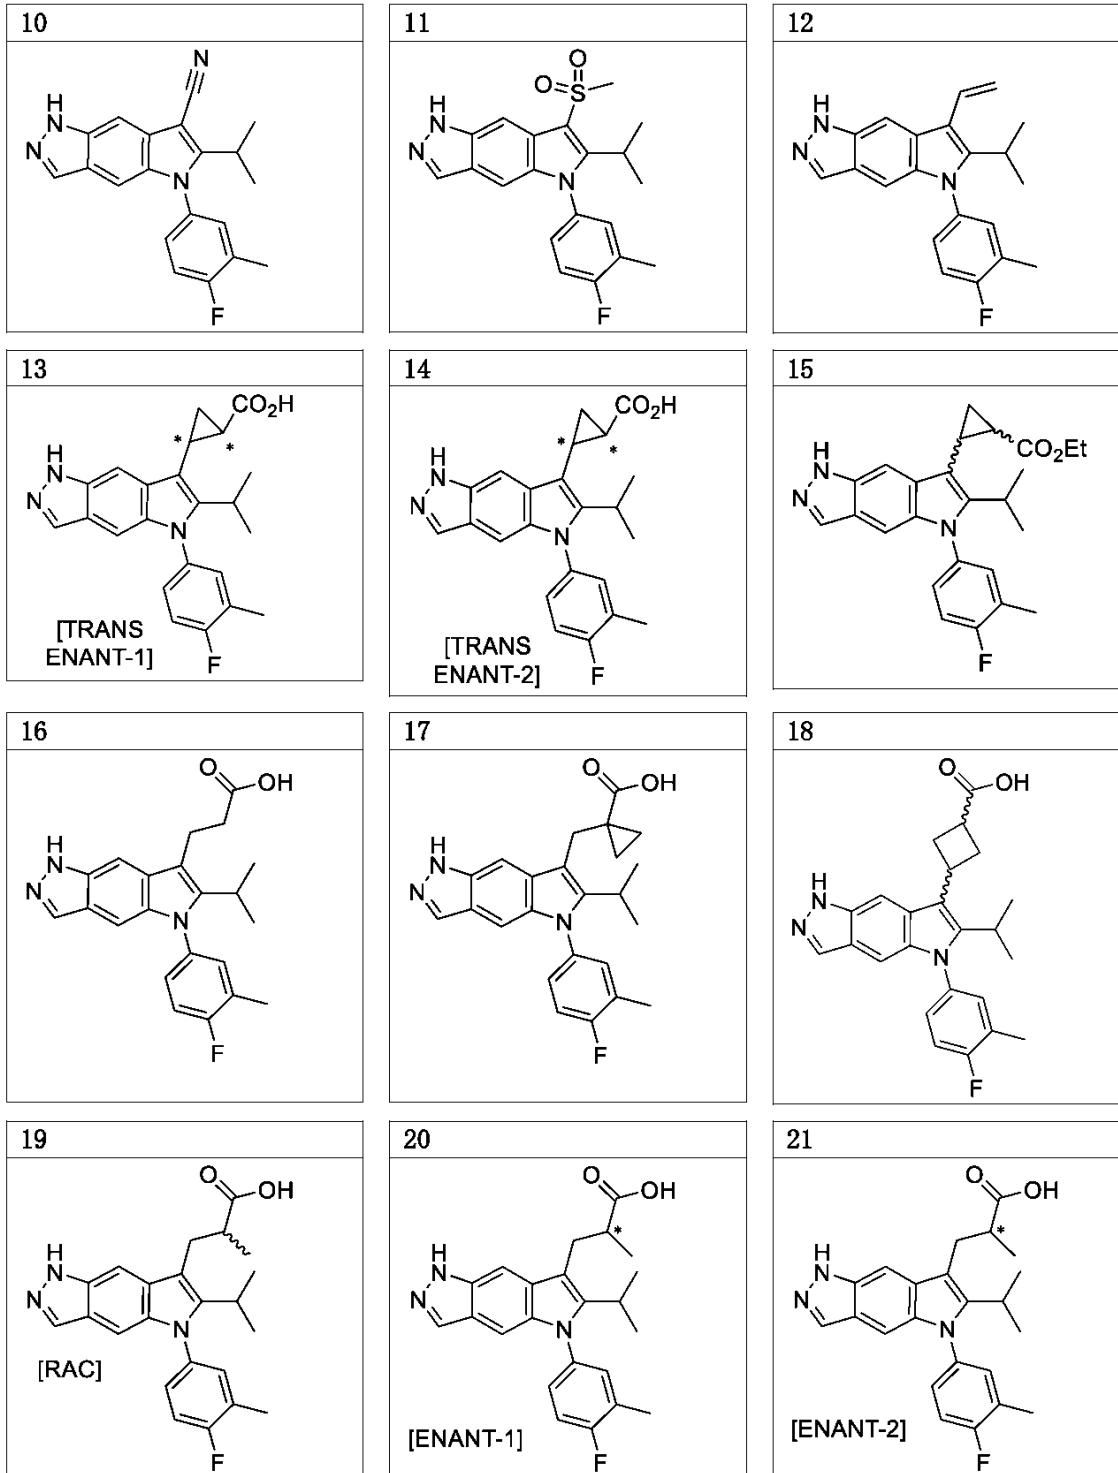 10
N
H
N
N
N
F
11
O
O
S
H
N
N
N
F
12
H
N
N
N
F
13
CO₂H
*
*
H
N
N
N
[TRANS
ENANT-1]
F
14
CO₂H
*
*
H
N
N
N
[TRANS
ENANT-2]
F
15
CO₂Et
H
N
N
N
F
16
O
OH
H
N
N
N
F
17
O
OH
H
N
N
N
F
18
O
OH
H
N
N
N
F
19
O
OH
H
N
N
N
[RAC]
F
20
O
OH
*
H
N
N
N
[ENANT-1]
F
21
O
OH
*
H
N
N
N
[ENANT-2]
F